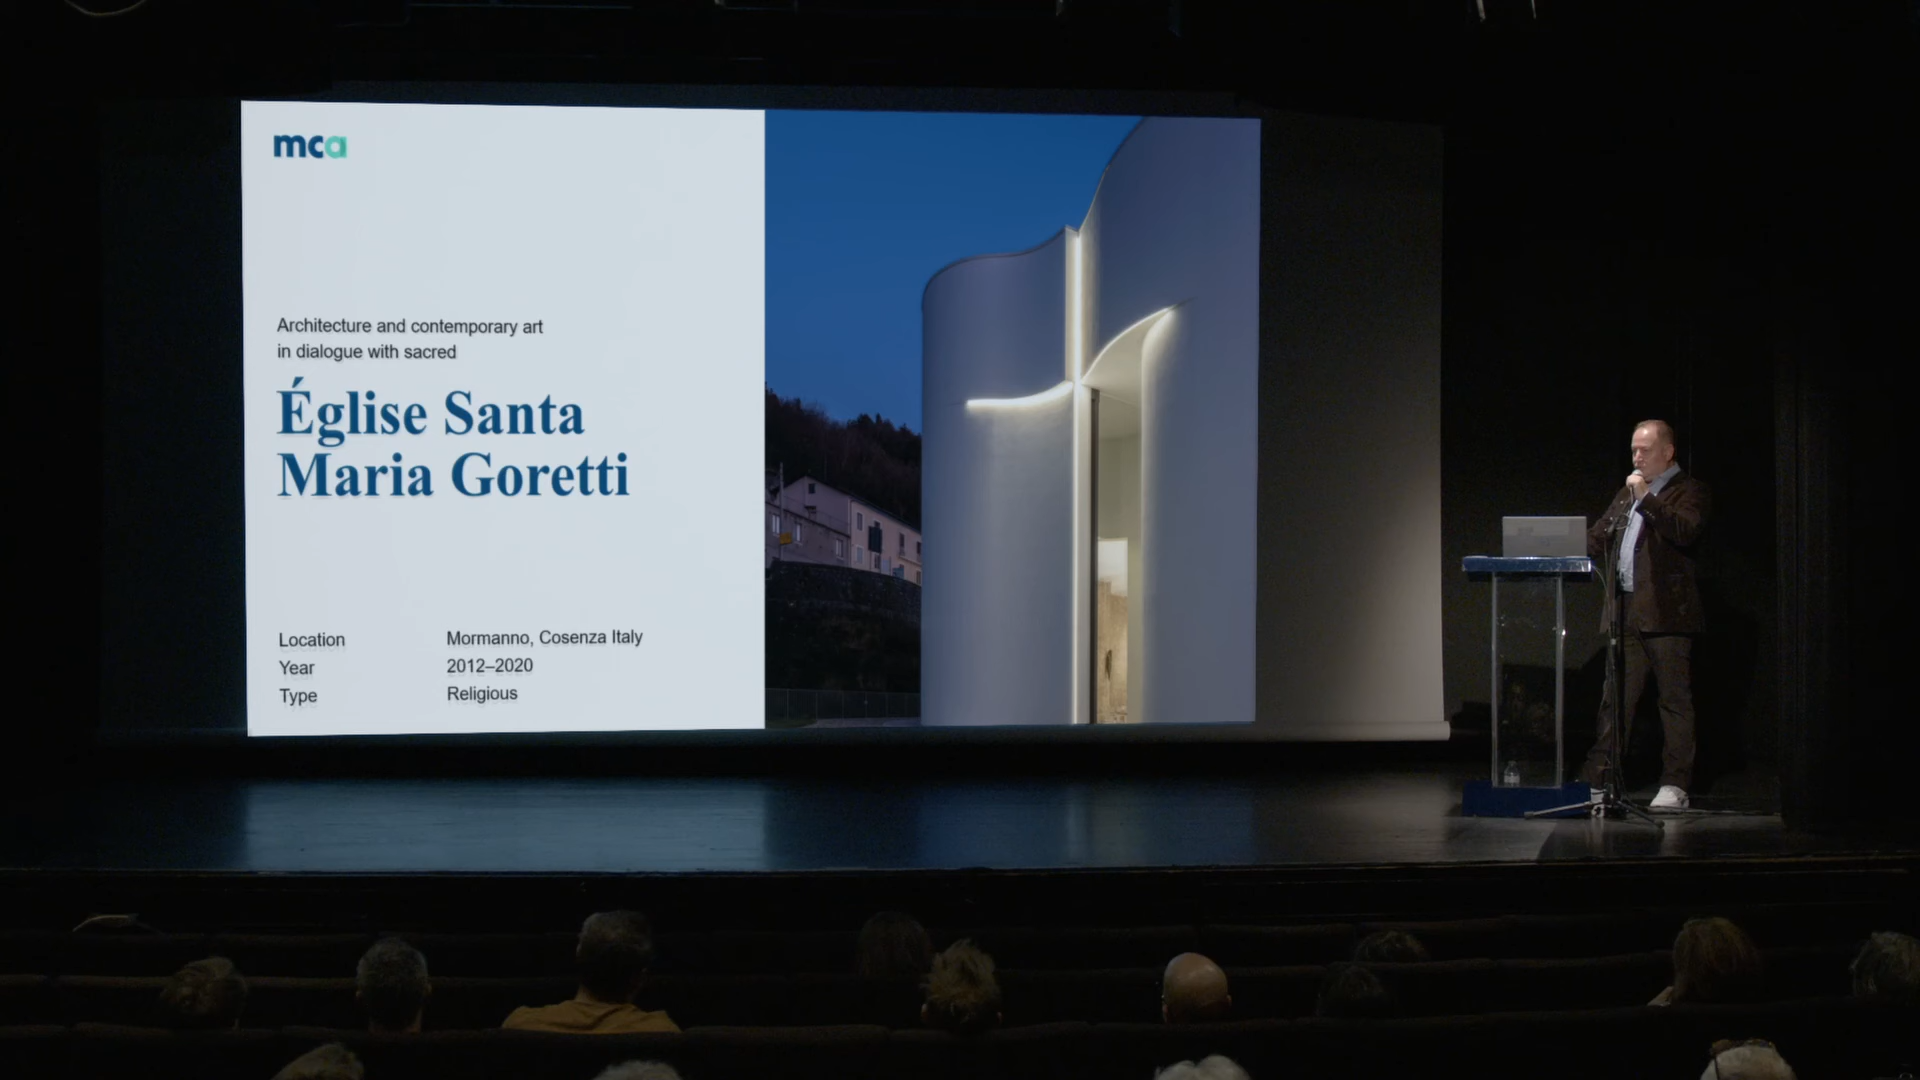 mca
Architecture and contemporary art
in dialogue with sacred
Église Santa
Maria Goretti
Location Mormanno, Cosenza Italy
Year 2012–2020
Type Religious